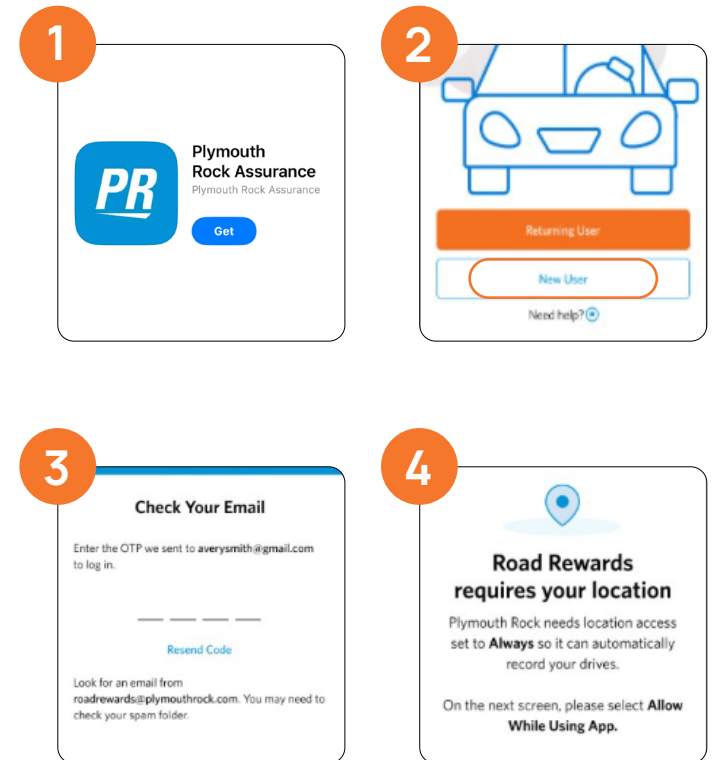 1
PR
Plymouth
Rock Assurance
Plymouth Rock Assurance
Get
2
Returning User
New User
Need help?
3
Check Your Email
Enter the OTP we sent to averysmith@gmail.com
to log in.
Resend Code
Look for an email from
roadrewards@plymouthrock.com. You may need to
check your spam folder.
4
Road Rewards
requires your location
Plymouth Rock needs location access
set to Always so it can automatically
record your drives.
On the next screen, please select Allow
While Using App.